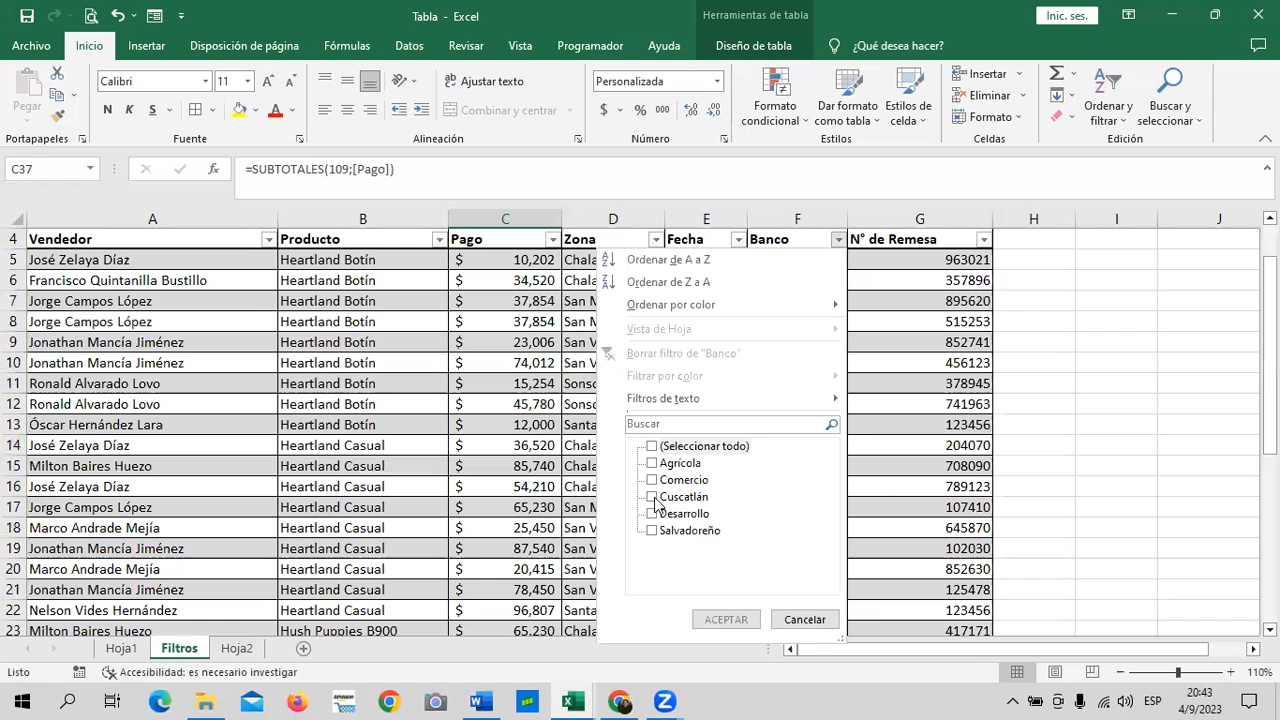 Tabla - Excel
Herramientas de tabla
Inic. ses.
Archivo Inicio Insertar Disposición de página Fórmulas Datos Revisar Vista Programador Ayuda Diseño de tabla ¿Qué desea hacer?
Pegar
Calibri 11
Ajustar texto
Personalizada
N K S
Combinar y centrar
$ % 000
Formato condicional
Dar formato como tabla
Estilos de celda
Insertar
Eliminar
Formato
Ordenar y filtrar
Buscar y seleccionar
Portapapeles Fuente Alineación Número Estilos Celdas Edición
C37 fx =SUBTOTALES(109;[Pago])
A B C D E F G H I J
4 Vendedor Producto Pago Zona Fecha Banco N° de Remesa
5 José Zelaya Díaz Heartland Botín $ 10,202 Chala 963021
6 Francisco Quintanilla Bustillo Heartland Botín $ 34,520 Chala 357896
7 Jorge Campos López Heartland Botín $ 37,854 San M 895620
8 Jorge Campos López Heartland Botín $ 37,854 San M 515253
9 Jonathan Mancía Jiménez Heartland Botín $ 23,006 San V 852741
10 Jonathan Mancía Jiménez Heartland Botín $ 74,012 San V 456123
11 Ronald Alvarado Lovo Heartland Botín $ 15,254 Sonso 378945
12 Ronald Alvarado Lovo Heartland Botín $ 45,780 Sonso 741963
13 Óscar Hernández Lara Heartland Botín $ 12,000 Santa 123456
14 José Zelaya Díaz Heartland Casual $ 36,520 Chala 204070
15 Milton Baires Huezo Heartland Casual $ 85,740 Chala 708090
16 José Zelaya Díaz Heartland Casual $ 54,210 Chala 789123
17 Jorge Campos López Heartland Casual $ 65,230 San M 107410
18 Marco Andrade Mejía Heartland Casual $ 25,450 San V 645870
19 Jonathan Mancía Jiménez Heartland Casual $ 87,540 San V 102030
20 Marco Andrade Mejía Heartland Casual $ 20,415 San V 852630
21 Jonathan Mancía Jiménez Heartland Casual $ 78,450 San V 125478
22 Nelson Vides Hernández Heartland Casual $ 96,807 Santa 123456
23 Milton Baires Huezo Hush Puppies B900 $ 65,230 Chala 417171
Ordenar de A a Z
Ordenar de Z a A
Ordenar por color
Vista de Hoja
Borrar filtro de "Banco"
Filtrar por color
Filtros de texto
Buscar
(Seleccionar todo)
Agrícola
Comercio
Cuscatlán
Desarrollo
Salvadoreño
ACEPTAR Cancelar
Hoja1 Filtros Hoja2
Listo Accesibilidad: es necesario investigar 110%
amazon
ESP
20:43
4/9/2023